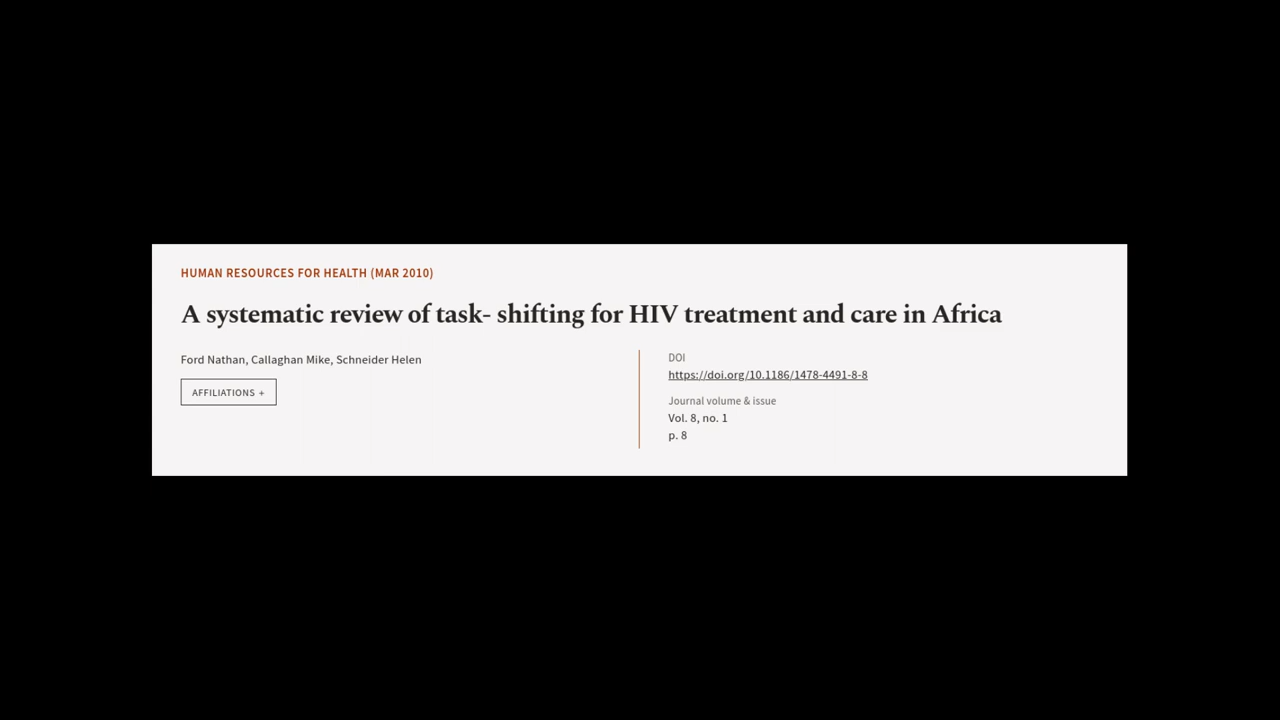 HUMAN RESOURCES FOR HEALTH (MAR 2010)
A systematic review of task- shifting for HIV treatment and care in Africa
Ford Nathan, Callaghan Mike, Schneider Helen
AFFILIATIONS +
DOI
https://doi.org/10.1186/1478-4491-8-8
Journal volume & issue
Vol. 8, no. 1
p. 8